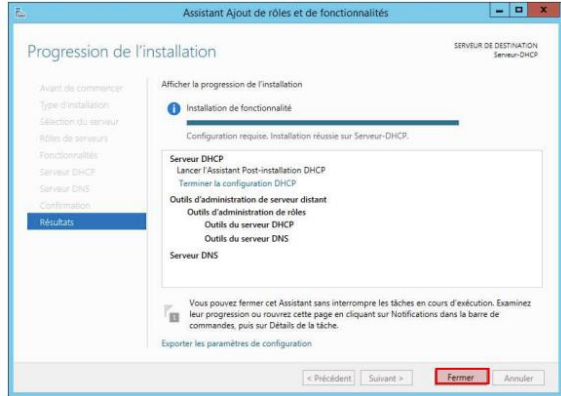 Assistant Ajout de rôles et de fonctionnalités
Progression de l'installation
SERVEUR DE DESTINATION
Serveur-DHCP
Avant de commencer
Type d'installation
Sélection du serveur
Rôles de serveurs
Fonctionnalités
Serveur DHCP
Serveur DNS
Confirmation
Résultats
Afficher la progression de l'installation
Installation de fonctionnalité
Configuration requise. Installation réussie sur Serveur-DHCP.
Serveur DHCP
Lancer l'Assistant Post-installation DHCP
Terminer la configuration DHCP
Outils d'administration de serveur distant
Outils d'administration de rôles
Outils du serveur DHCP
Outils du serveur DNS
Serveur DNS
Vous pouvez fermer cet Assistant sans interrompre les tâches en cours d'exécution. Examinez
leur progression ou rouvrez cette page en cliquant sur Notifications dans la barre de
commandes, puis sur Détails de la tâche.
Exporter les paramètres de configuration
< Précédent Suivant > Fermer Annuler